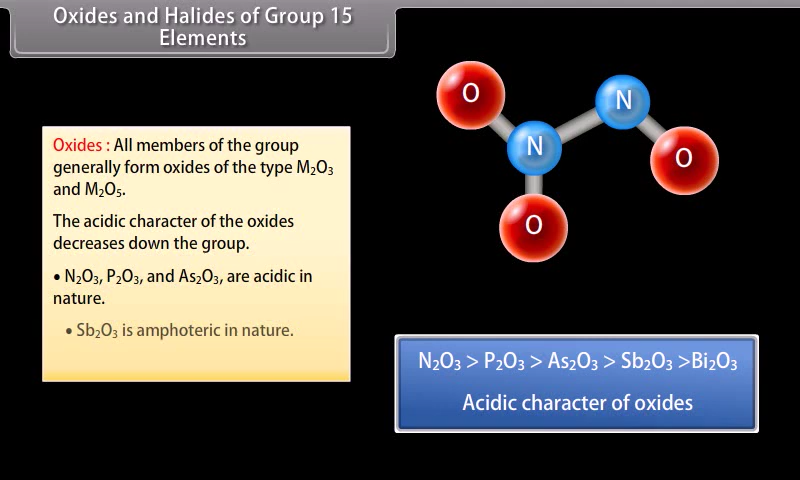 Oxides and Halides of Group 15
Elements
Oxides : All members of the group
generally form oxides of the type M₂O₃
and M₂O₅.
The acidic character of the oxides
decreases down the group.
• N₂O₃, P₂O₃, and As₂O₃, are acidic in
nature.
• Sb₂O₃ is amphoteric in nature.
O
N
N
O
O
N₂O₃ > P₂O₃ > As₂O₃ > Sb₂O₃ >Bi₂O₃
Acidic character of oxides